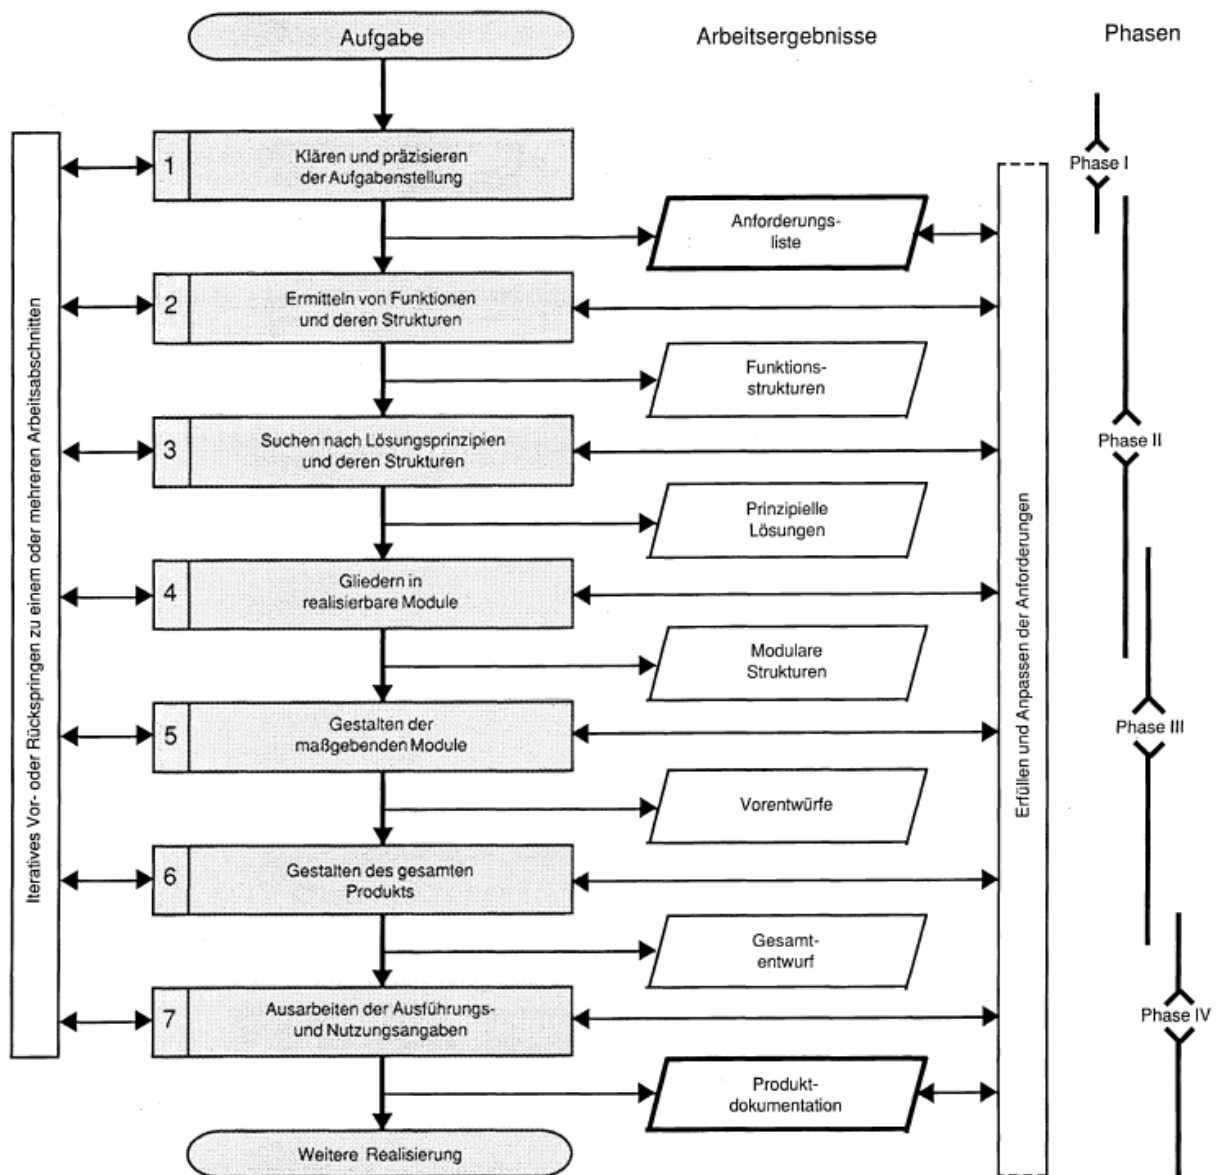 Aufgabe
Arbeitsergebnisse
Phasen
1
Klären und präzisieren
der Aufgabenstellung
Phase I
Anforderungs-
liste
2
Ermitteln von Funktionen
und deren Strukturen
Funktions-
strukturen
3
Suchen nach Lösungsprinzipien
und deren Strukturen
Phase II
Prinzipielle
Lösungen
4
Gliedern in
realisierbare Module
Modulare
Strukturen
5
Gestalten der
maßgebenden Module
Phase III
Vorentwürfe
6
Gestalten des gesamten
Produkts
Gesamt-
entwurf
7
Ausarbeiten der Ausführungs-
und Nutzungsangaben
Phase IV
Produkt-
dokumentation
Weitere Realisierung
Iteratives Vor- oder Rückspringen zu einem oder mehreren Arbeitsabschnitten
Erfüllen und Anpassen der Anforderungen